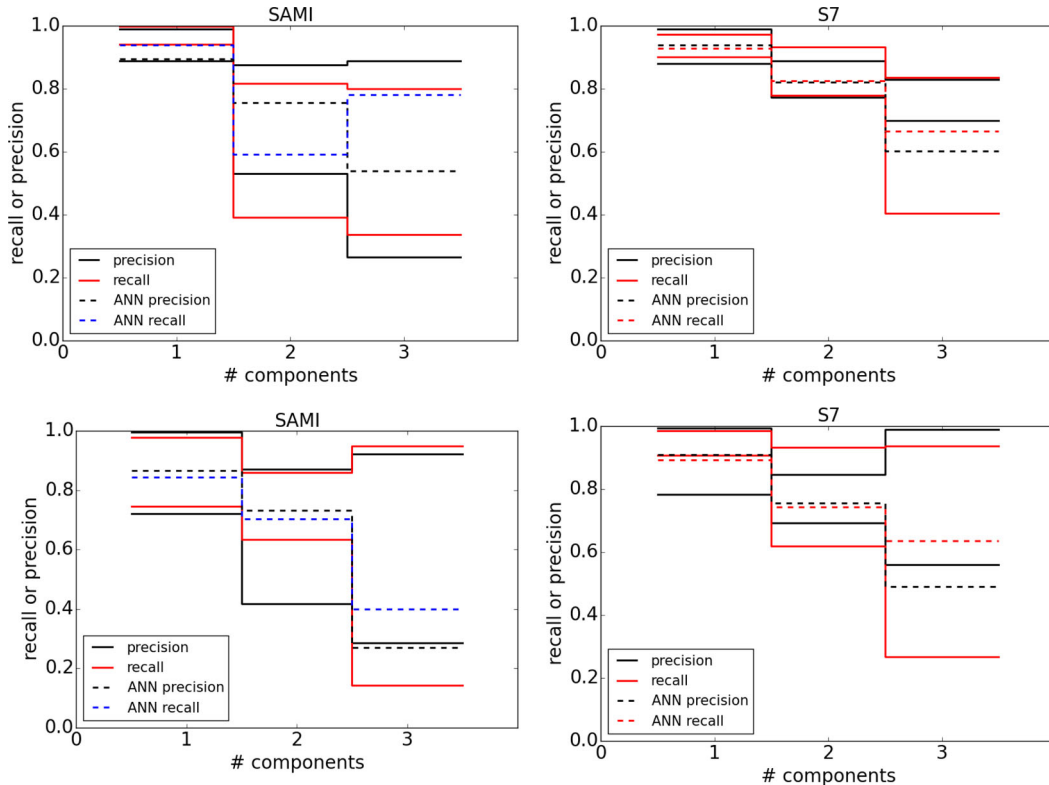 SAMI
1.0
0.8
0.6
0.4
0.2
0.0
recall or precision
precision
recall
ANN precision
ANN recall
0
1
2
3
# components
S7
1.0
0.8
0.6
0.4
0.2
0.0
recall or precision
precision
recall
ANN precision
ANN recall
0
1
2
3
# components
SAMI
1.0
0.8
0.6
0.4
0.2
0.0
recall or precision
precision
recall
ANN precision
ANN recall
0
1
2
3
# components
S7
1.0
0.8
0.6
0.4
0.2
0.0
recall or precision
precision
recall
ANN precision
ANN recall
0
1
2
3
# components